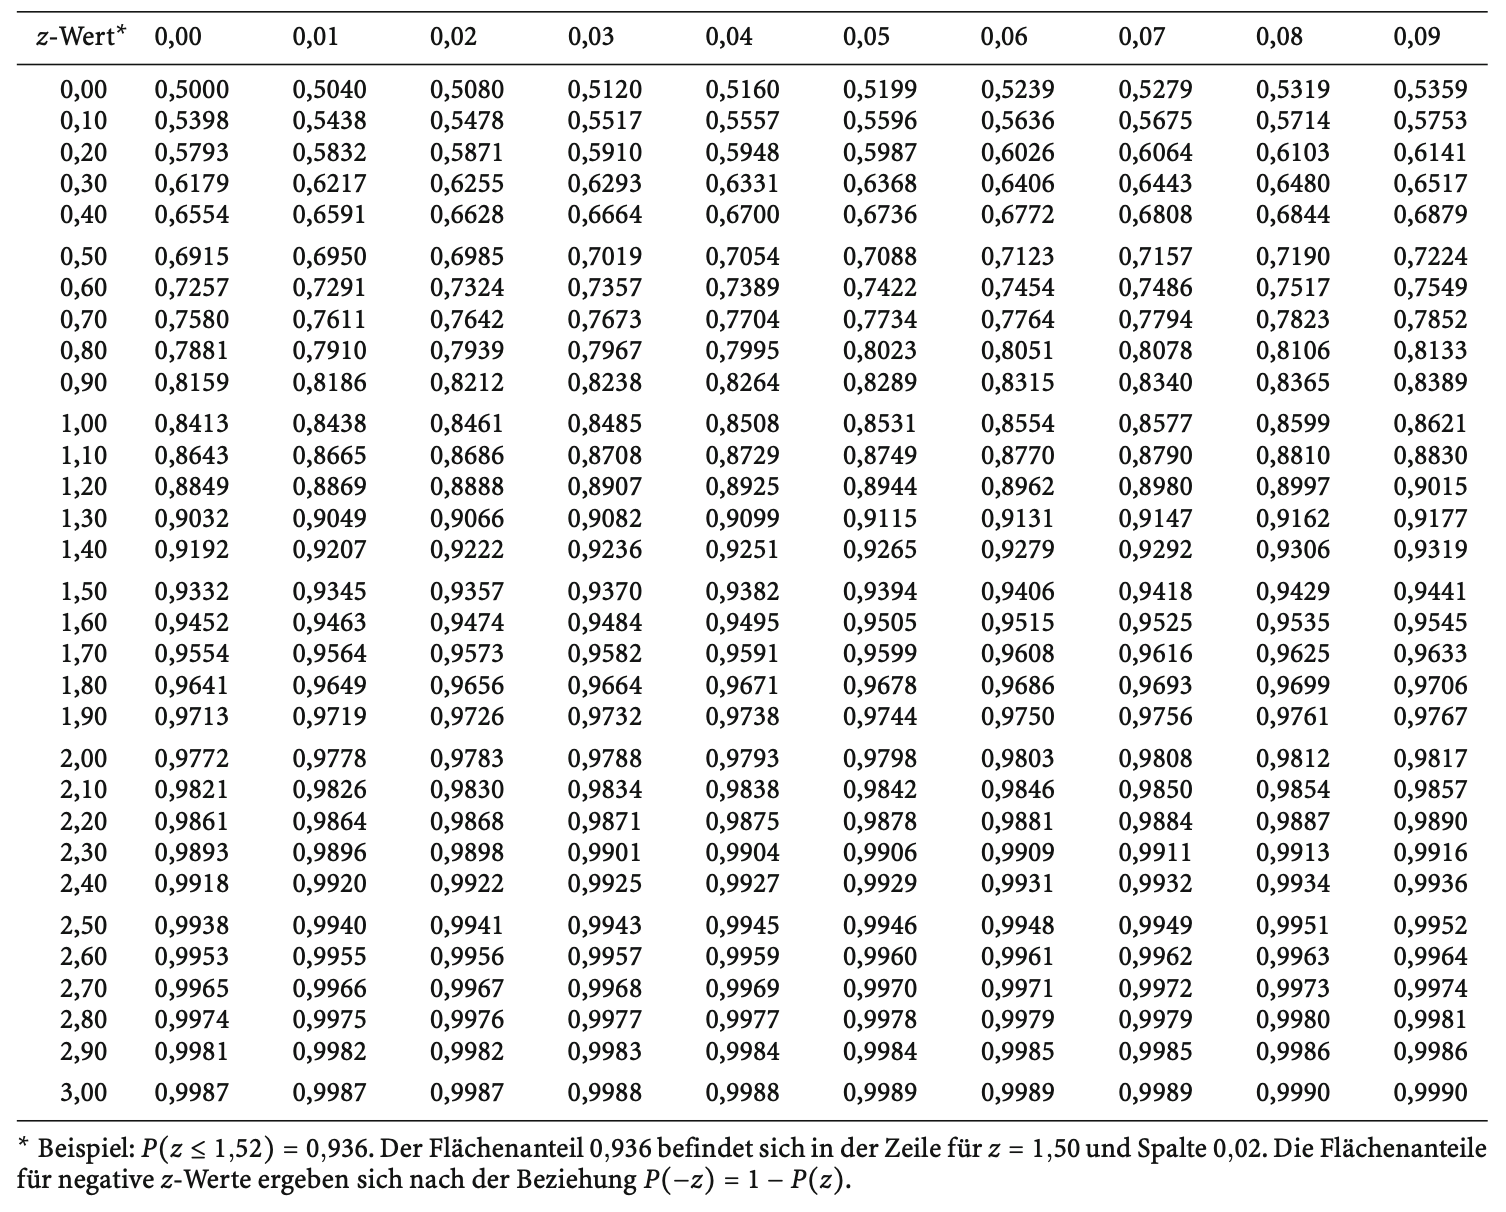 z-Wert* 0,00 0,01 0,02 0,03 0,04 0,05 0,06 0,07 0,08 0,09
0,00 0,5000 0,5040 0,5080 0,5120 0,5160 0,5199 0,5239 0,5279 0,5319 0,5359
0,10 0,5398 0,5438 0,5478 0,5517 0,5557 0,5596 0,5636 0,5675 0,5714 0,5753
0,20 0,5793 0,5832 0,5871 0,5910 0,5948 0,5987 0,6026 0,6064 0,6103 0,6141
0,30 0,6179 0,6217 0,6255 0,6293 0,6331 0,6368 0,6406 0,6443 0,6480 0,6517
0,40 0,6554 0,6591 0,6628 0,6664 0,6700 0,6736 0,6772 0,6808 0,6844 0,6879
0,50 0,6915 0,6950 0,6985 0,7019 0,7054 0,7088 0,7123 0,7157 0,7190 0,7224
0,60 0,7257 0,7291 0,7324 0,7357 0,7389 0,7422 0,7454 0,7486 0,7517 0,7549
0,70 0,7580 0,7611 0,7642 0,7673 0,7704 0,7734 0,7764 0,7794 0,7823 0,7852
0,80 0,7881 0,7910 0,7939 0,7967 0,7995 0,8023 0,8051 0,8078 0,8106 0,8133
0,90 0,8159 0,8186 0,8212 0,8238 0,8264 0,8289 0,8315 0,8340 0,8365 0,8389
1,00 0,8413 0,8438 0,8461 0,8485 0,8508 0,8531 0,8554 0,8577 0,8599 0,8621
1,10 0,8643 0,8665 0,8686 0,8708 0,8729 0,8749 0,8770 0,8790 0,8810 0,8830
1,20 0,8849 0,8869 0,8888 0,8907 0,8925 0,8944 0,8962 0,8980 0,8997 0,9015
1,30 0,9032 0,9049 0,9066 0,9082 0,9099 0,9115 0,9131 0,9147 0,9162 0,9177
1,40 0,9192 0,9207 0,9222 0,9236 0,9251 0,9265 0,9279 0,9292 0,9306 0,9319
1,50 0,9332 0,9345 0,9357 0,9370 0,9382 0,9394 0,9406 0,9418 0,9429 0,9441
1,60 0,9452 0,9463 0,9474 0,9484 0,9495 0,9505 0,9515 0,9525 0,9535 0,9545
1,70 0,9554 0,9564 0,9573 0,9582 0,9591 0,9599 0,9608 0,9616 0,9625 0,9633
1,80 0,9641 0,9649 0,9656 0,9664 0,9671 0,9678 0,9686 0,9693 0,9699 0,9706
1,90 0,9713 0,9719 0,9726 0,9732 0,9738 0,9744 0,9750 0,9756 0,9761 0,9767
2,00 0,9772 0,9778 0,9783 0,9788 0,9793 0,9798 0,9803 0,9808 0,9812 0,9817
2,10 0,9821 0,9826 0,9830 0,9834 0,9838 0,9842 0,9846 0,9850 0,9854 0,9857
2,20 0,9861 0,9864 0,9868 0,9871 0,9875 0,9878 0,9881 0,9884 0,9887 0,9890
2,30 0,9893 0,9896 0,9898 0,9901 0,9904 0,9906 0,9909 0,9911 0,9913 0,9916
2,40 0,9918 0,9920 0,9922 0,9925 0,9927 0,9929 0,9931 0,9932 0,9934 0,9936
2,50 0,9938 0,9940 0,9941 0,9943 0,9945 0,9946 0,9948 0,9949 0,9951 0,9952
2,60 0,9953 0,9955 0,9956 0,9957 0,9959 0,9960 0,9961 0,9962 0,9963 0,9964
2,70 0,9965 0,9966 0,9967 0,9968 0,9969 0,9970 0,9971 0,9972 0,9973 0,9974
2,80 0,9974 0,9975 0,9976 0,9977 0,9977 0,9978 0,9979 0,9979 0,9980 0,9981
2,90 0,9981 0,9982 0,9982 0,9983 0,9984 0,9984 0,9985 0,9985 0,9986 0,9986
3,00 0,9987 0,9987 0,9987 0,9988 0,9988 0,9989 0,9989 0,9989 0,9990 0,9990
* Beispiel: P(z ≤ 1,52) = 0,936. Der Flächenanteil 0,936 befindet sich in der Zeile für z = 1,50 und Spalte 0,02. Die Flächenanteile
für negative z-Werte ergeben sich nach der Beziehung P(−z) = 1 − P(z).